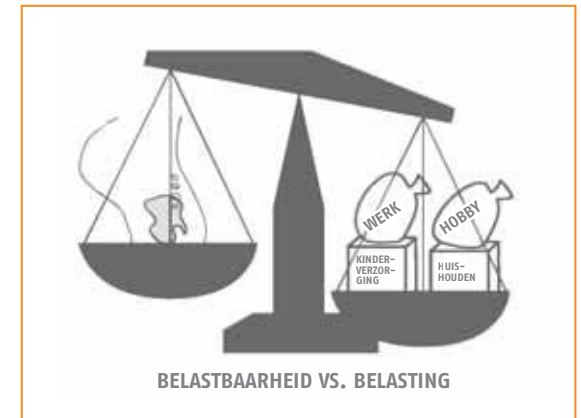 WERK
HOBBY
KINDER-
VERZOR-
GING
HUIS-
HOUDEN
BELASTBAARHEID VS. BELASTING